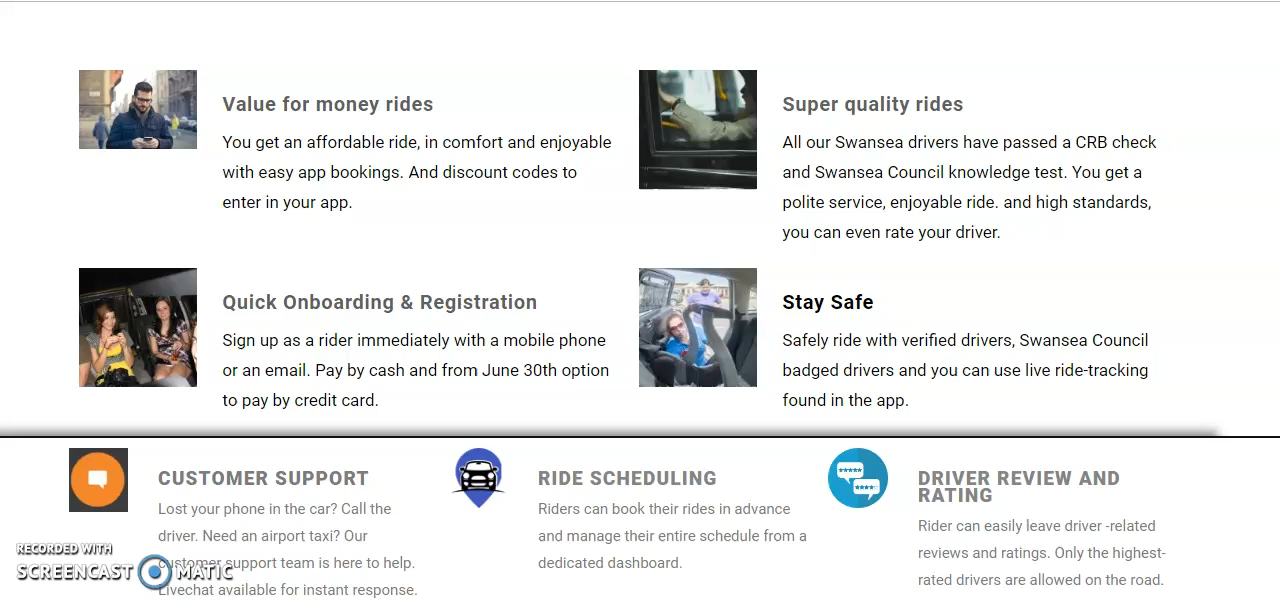 Value for money rides
You get an affordable ride, in comfort and enjoyable
with easy app bookings. And discount codes to
enter in your app.
Super quality rides
All our Swansea drivers have passed a CRB check
and Swansea Council knowledge test. You get a
polite service, enjoyable ride. and high standards,
you can even rate your driver.
Quick Onboarding & Registration
Sign up as a rider immediately with a mobile phone
or an email. Pay by cash and from June 30th option
to pay by credit card.
Stay Safe
Safely ride with verified drivers, Swansea Council
badged drivers and you can use live ride-tracking
found in the app.
CUSTOMER SUPPORT
Lost your phone in the car? Call the
driver. Need an airport taxi? Our
customer support team is here to help.
Livechat available for instant response.
RIDE SCHEDULING
Riders can book their rides in advance
and manage their entire schedule from a
dedicated dashboard.
DRIVER REVIEW AND
RATING
Rider can easily leave driver -related
reviews and ratings. Only the highest-
rated drivers are allowed on the road.
RECORDED WITH
SCREENCAST MATIC